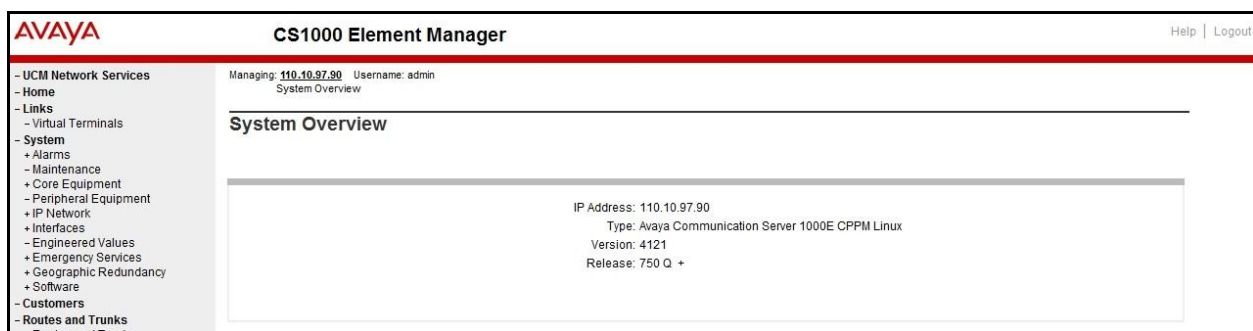 AVAYA
CS1000 Element Manager
Help | Logout
- UCM Network Services
- Home
- Links
- Virtual Terminals
- System
+ Alarms
- Maintenance
+ Core Equipment
- Peripheral Equipment
+ IP Network
+ Interfaces
- Engineered Values
+ Emergency Services
+ Geographic Redundancy
+ Software
- Customers
- Routes and Trunks
Managing: 110.10.97.90 Username: admin
System Overview
System Overview
IP Address: 110.10.97.90
Type: Avaya Communication Server 1000E CPPM Linux
Version: 4121
Release: 750 Q +